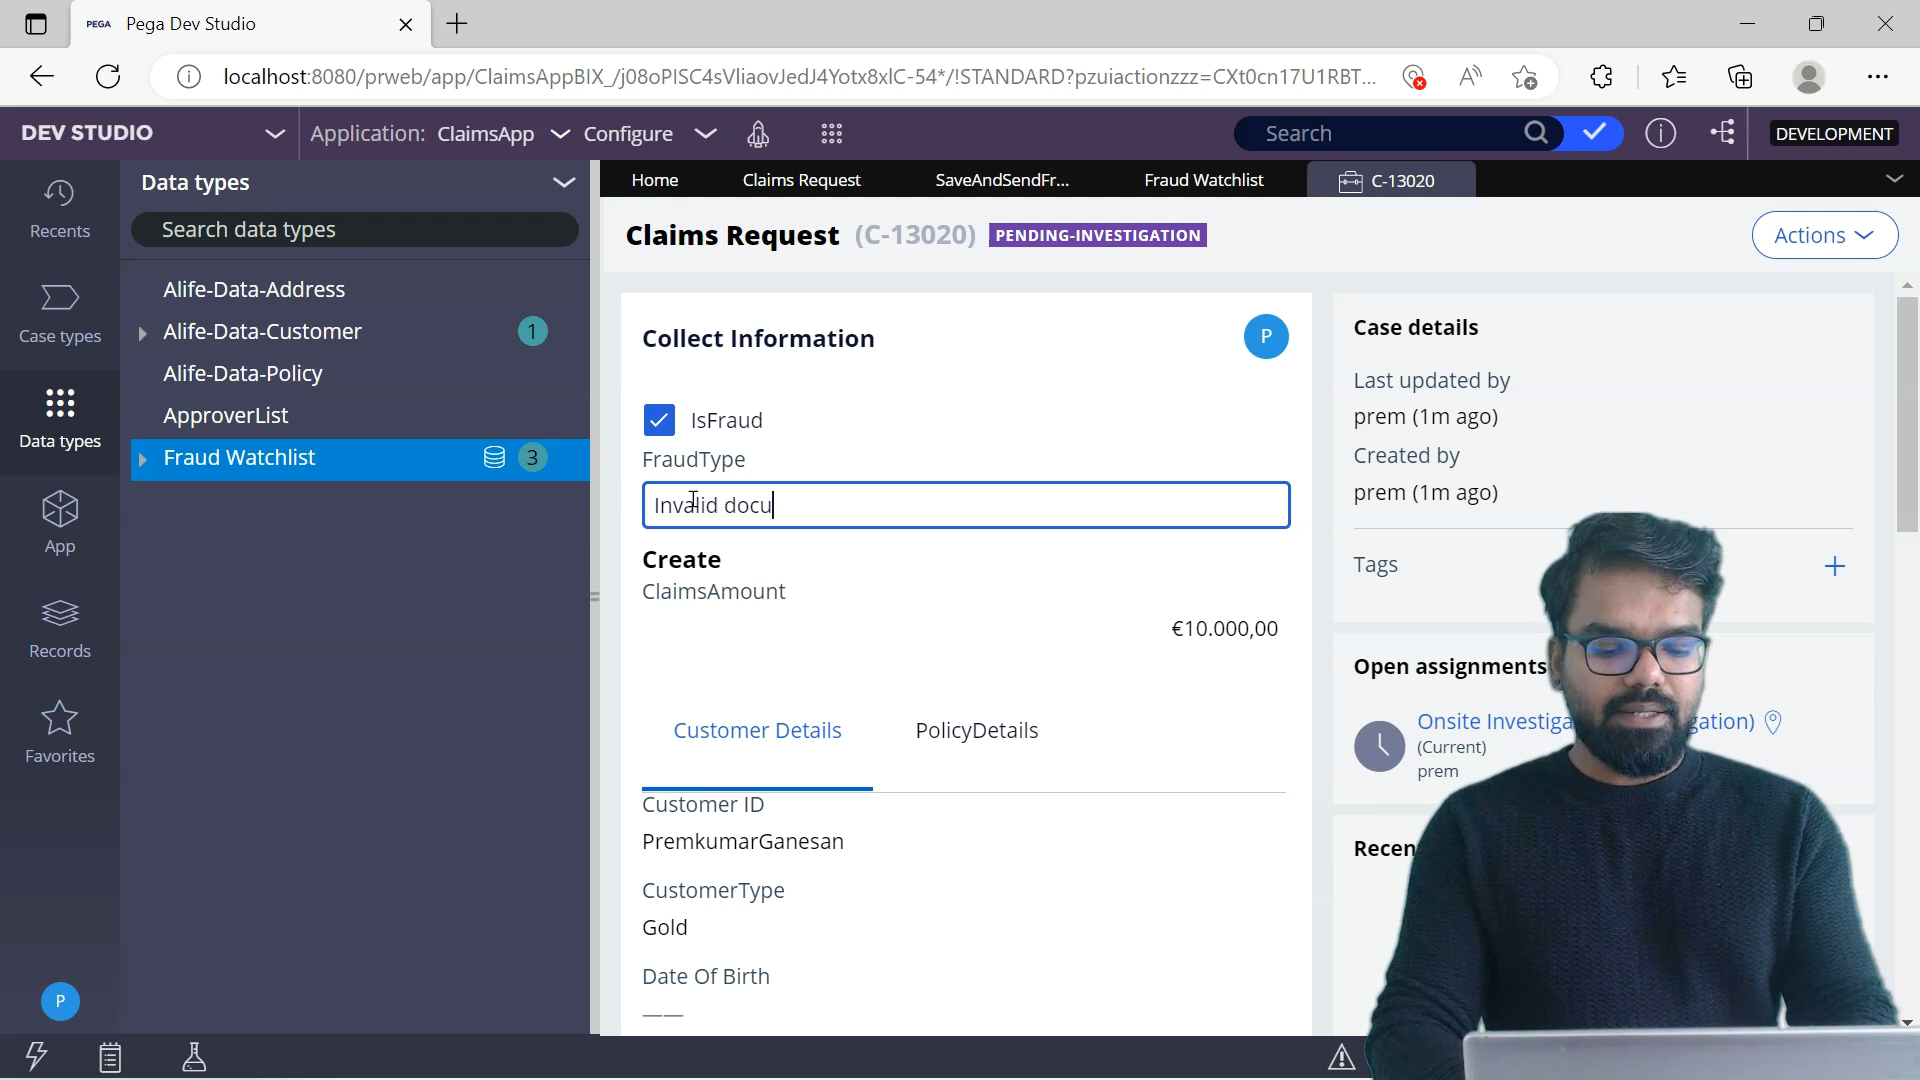 PEGA Pega Dev Studio
localhost:8080/prweb/app/ClaimsAppBIX_/j08oPISC4sVliaovJedJ4Yotx8xlC-54*/!STANDARD?pzuiactionzzz=CXt0cn17U1RBT...
DEV STUDIO
Application: ClaimsApp
Configure
Search
DEVELOPMENT
Recents
Case types
Data types
App
Records
Favorites
P
Data types
Search data types
Alife-Data-Address
Alife-Data-Customer 1
Alife-Data-Policy
ApproverList
Fraud Watchlist 3
Home
Claims Request
SaveAndSendFr...
Fraud Watchlist
C-13020
Claims Request (C-13020) PENDING-INVESTIGATION
Actions
Collect Information
P
IsFraud
FraudType
Invalid docu
Create
ClaimsAmount
€10.000,00
Customer Details
PolicyDetails
Customer ID
PremkumarGanesan
CustomerType
Gold
Date Of Birth
——
Case details
Last updated by
prem (1m ago)
Created by
prem (1m ago)
Tags
Open assignments
Onsite Investiga gation)
(Current)
prem
Recen